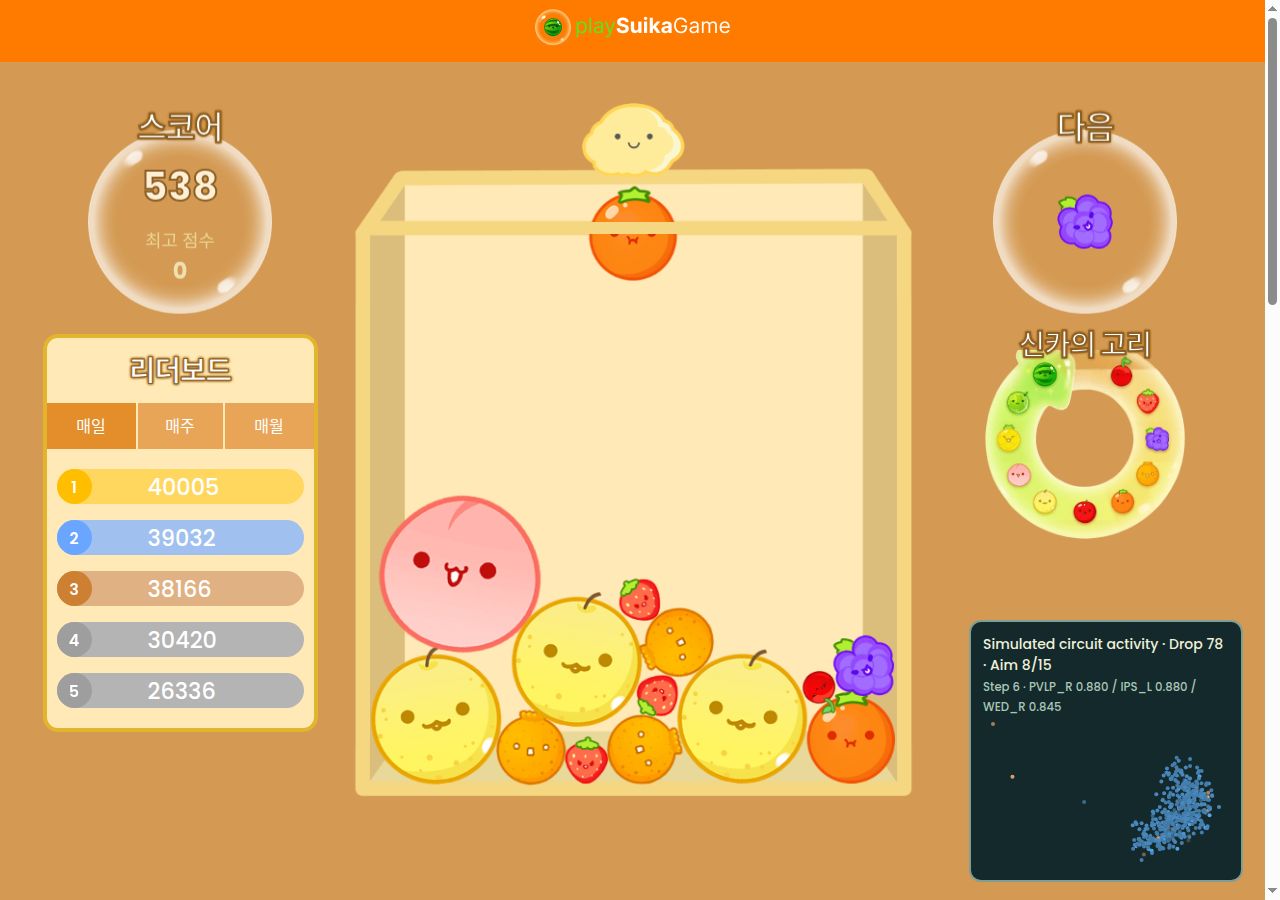 playSuikaGame
스코어
538
최고 점수
0
다음
신카의 고리
리더보드
매일 매주 매월
1 40005
2 39032
3 38166
4 30420
5 26336
Simulated circuit activity · Drop 78
· Aim 8/15
Step 6 · PVLP_R 0.880 / IPS_L 0.880 /
WED_R 0.845